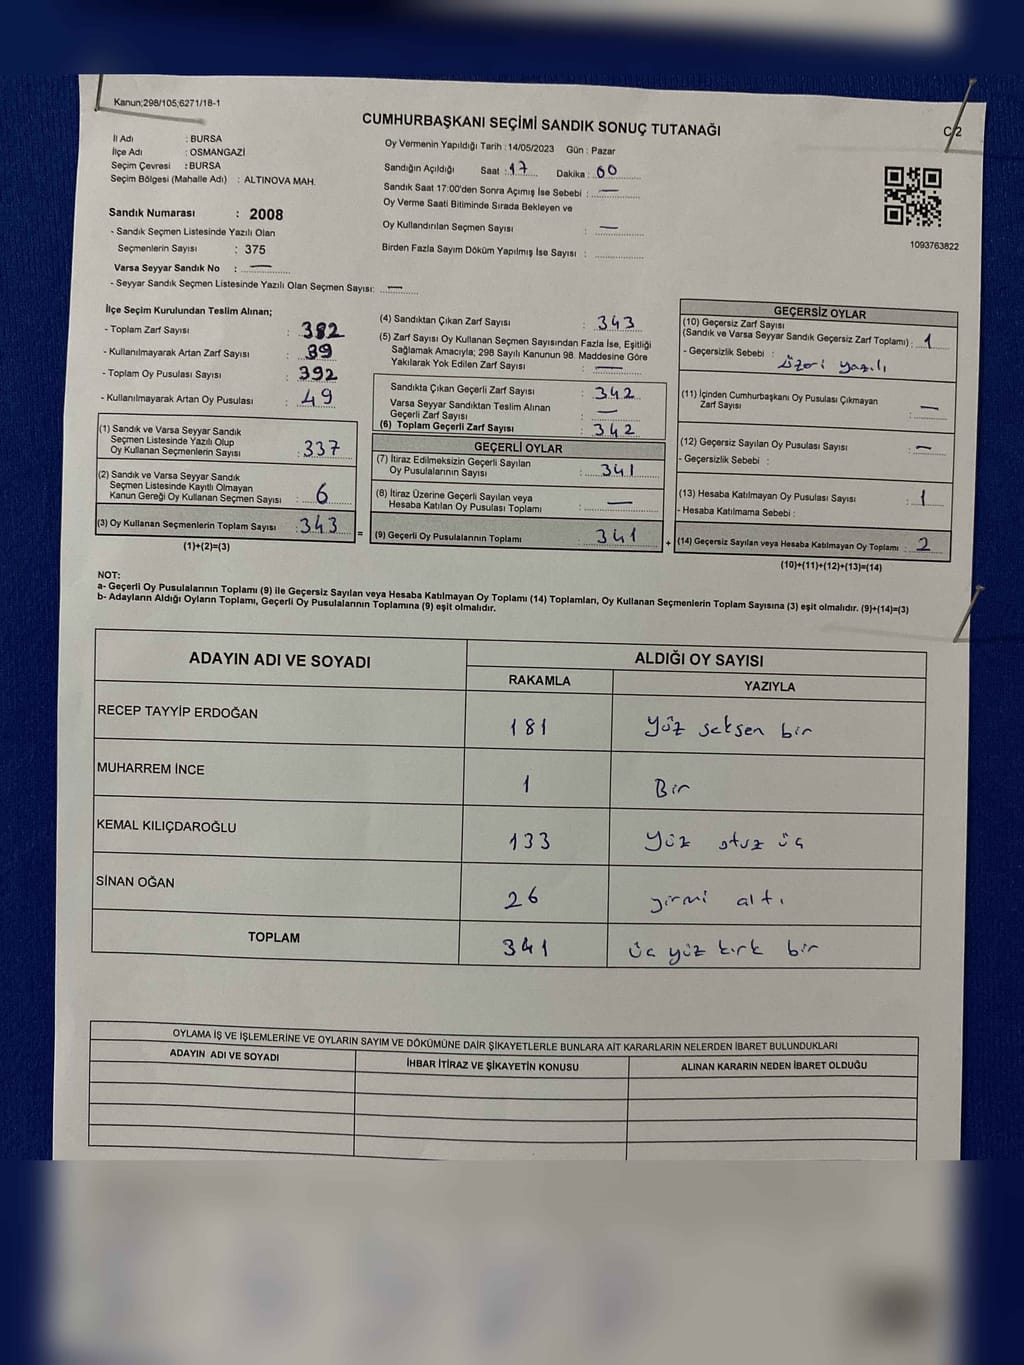 Kanun;298/105;6271/18-1
CUMHURBAŞKANI SEÇİMİ SANDIK SONUÇ TUTANAĞI
C/2
İl Adı : BURSA
İlçe Adı : OSMANGAZİ
Seçim Çevresi : BURSA
Seçim Bölgesi (Mahalle Adı) : ALTINOVA MAH.
Oy Vermenin Yapıldığı Tarih : 14/05/2023 Gün : Pazar
Sandığın Açıldığı Saat : 17 Dakika : 00
Sandık Saat 17:00'den Sonra Açımış İse Sebebi : —
Oy Verme Saati Bitiminde Sırada Bekleyen ve
Oy Kullandırılan Seçmen Sayısı : —
Birden Fazla Sayım Döküm Yapılmış İse Sayısı :
1093763822
Sandık Numarası : 2008
- Sandık Seçmen Listesinde Yazılı Olan
Seçmenlerin Sayısı : 375
Varsa Seyyar Sandık No : —
- Seyyar Sandık Seçmen Listesinde Yazılı Olan Seçmen Sayısı: —
İlçe Seçim Kurulundan Teslim Alınan;
- Toplam Zarf Sayısı : 382
- Kullanılmayarak Artan Zarf Sayısı : 39
- Toplam Oy Pusulası Sayısı : 392
- Kullanılmayarak Artan Oy Pusulası : 49
(1) Sandık ve Varsa Seyyar Sandık
Seçmen Listesinde Yazılı Olup
Oy Kullanan Seçmenlerin Sayısı : 337
(2) Sandık ve Varsa Seyyar Sandık
Seçmen Listesinde Kayıtlı Olmayan
Kanun Gereği Oy Kullanan Seçmen Sayısı : 6
(3) Oy Kullanan Seçmenlerin Toplam Sayısı : 343
(1)+(2)=(3)
=
(4) Sandıktan Çıkan Zarf Sayısı : 343
(5) Zarf Sayısı Oy Kullanan Seçmen Sayısından Fazla İse, Eşitliği
Sağlamak Amacıyla; 298 Sayılı Kanunun 98. Maddesine Göre
Yakılarak Yok Edilen Zarf Sayısı : —
Sandıkta Çıkan Geçerli Zarf Sayısı : 342
Varsa Seyyar Sandıktan Teslim Alınan
Geçerli Zarf Sayısı : —
(6) Toplam Geçerli Zarf Sayısı : 342
GEÇERLİ OYLAR
(7) İtiraz Edilmeksizin Geçerli Sayılan
Oy Pusulalarının Sayısı : 341
(8) İtiraz Üzerine Geçerli Sayılan veya
Hesaba Katılan Oy Pusulası Toplamı : —
(9) Geçerli Oy Pusulalarının Toplamı : 341
+
GEÇERSİZ OYLAR
(10) Geçersiz Zarf Sayısı
(Sandık ve Varsa Seyyar Sandık Geçersiz Zarf Toplamı) : 1
- Geçersizlik Sebebi : üzeri yazılı
(11) İçinden Cumhurbaşkanı Oy Pusulası Çıkmayan
Zarf Sayısı : —
(12) Geçersiz Sayılan Oy Pusulası Sayısı : —
- Geçersizlik Sebebi :
(13) Hesaba Katılmayan Oy Pusulası Sayısı : 1
- Hesaba Katılmama Sebebi :
(14) Geçersiz Sayılan veya Hesaba Katılmayan Oy Toplamı : 2
(10)+(11)+(12)+(13)=(14)
NOT:
a- Geçerli Oy Pusulalarının Toplamı (9) ile Geçersiz Sayılan veya Hesaba Katılmayan Oy Toplamı (14) Toplamları, Oy Kullanan Seçmenlerin Toplam Sayısına (3) eşit olmalıdır. (9)+(14)=(3)
b- Adayların Aldığı Oyların Toplamı, Geçerli Oy Pusulalarının Toplamına (9) eşit olmalıdır.
ADAYIN ADI VE SOYADI
ALDIĞI OY SAYISI
RAKAMLA YAZIYLA
RECEP TAYYİP ERDOĞAN 181 Yüz seksen bir
MUHARREM İNCE 1 Bir
KEMAL KILIÇDAROĞLU 133 Yüz otuz üç
SİNAN OĞAN 26 yirmi altı
TOPLAM 341 üç yüz kırk bir
OYLAMA İŞ VE İŞLEMLERİNE VE OYLARIN SAYIM VE DÖKÜMÜNE DAİR ŞİKAYETLERLE BUNLARA AİT KARARLARIN NELERDEN İBARET BULUNDUKLARI
ADAYIN ADI VE SOYADI İHBAR İTİRAZ VE ŞİKAYETİN KONUSU ALINAN KARARIN NEDEN İBARET OLDUĞU